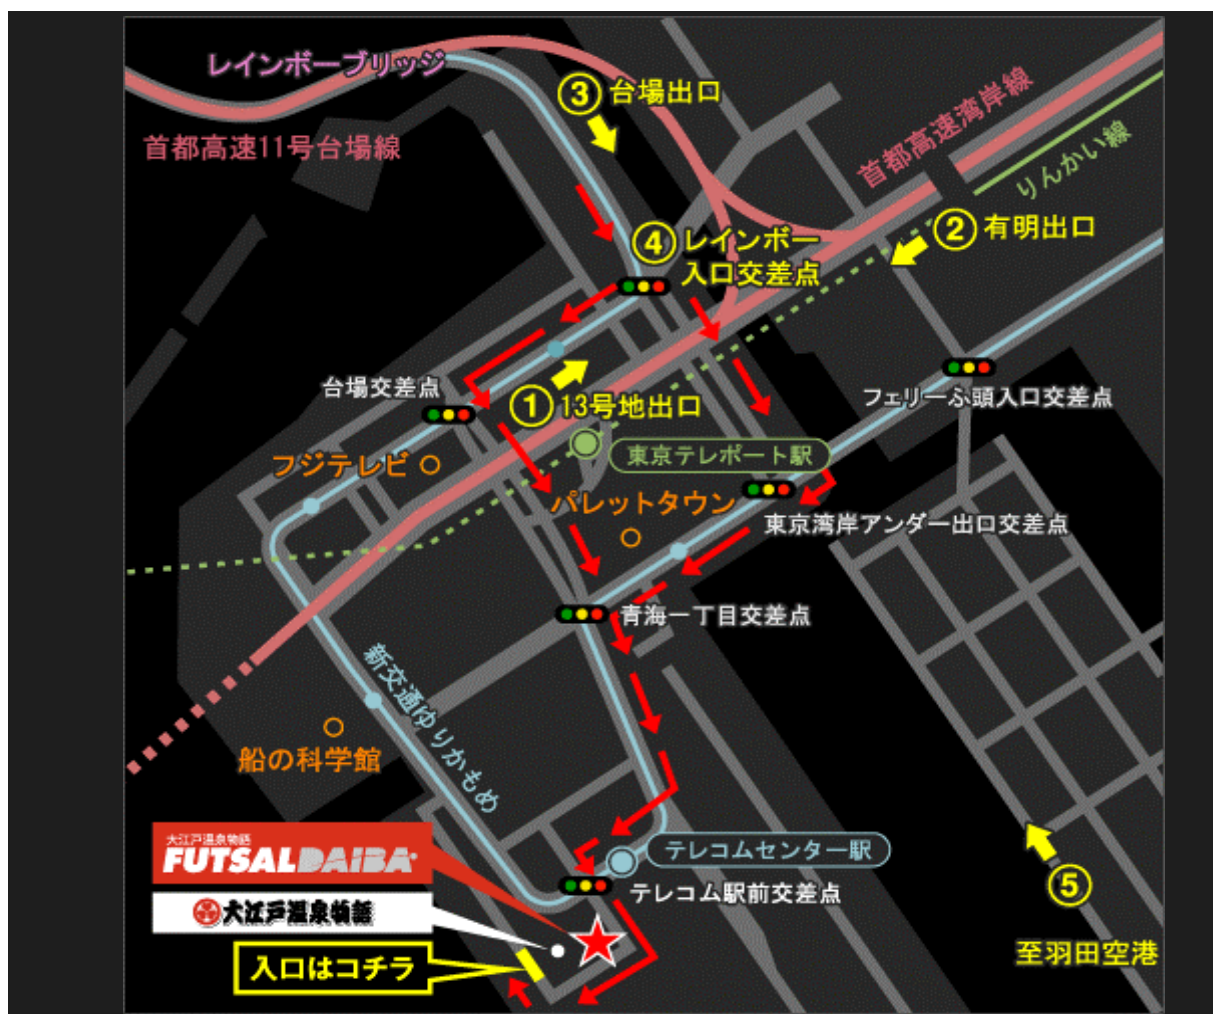 レインボーブリッジ
③台場出口
首都高速11号台場線
首都高速湾岸線
りんかい線
②有明出口
④レインボー
入口交差点
台場交差点
①13号地出口
フェリーふ頭入口交差点
フジテレビ
東京テレポート駅
パレットタウン
東京湾岸アンダー出口交差点
青海一丁目交差点
新交通ゆりかもめ
船の科学館
大江戸温泉物語
FUTSAL DAIBA
テレコムセンター駅
テレコム駅前交差点
⑤
大江戸温泉物語
入口はコチラ
至羽田空港